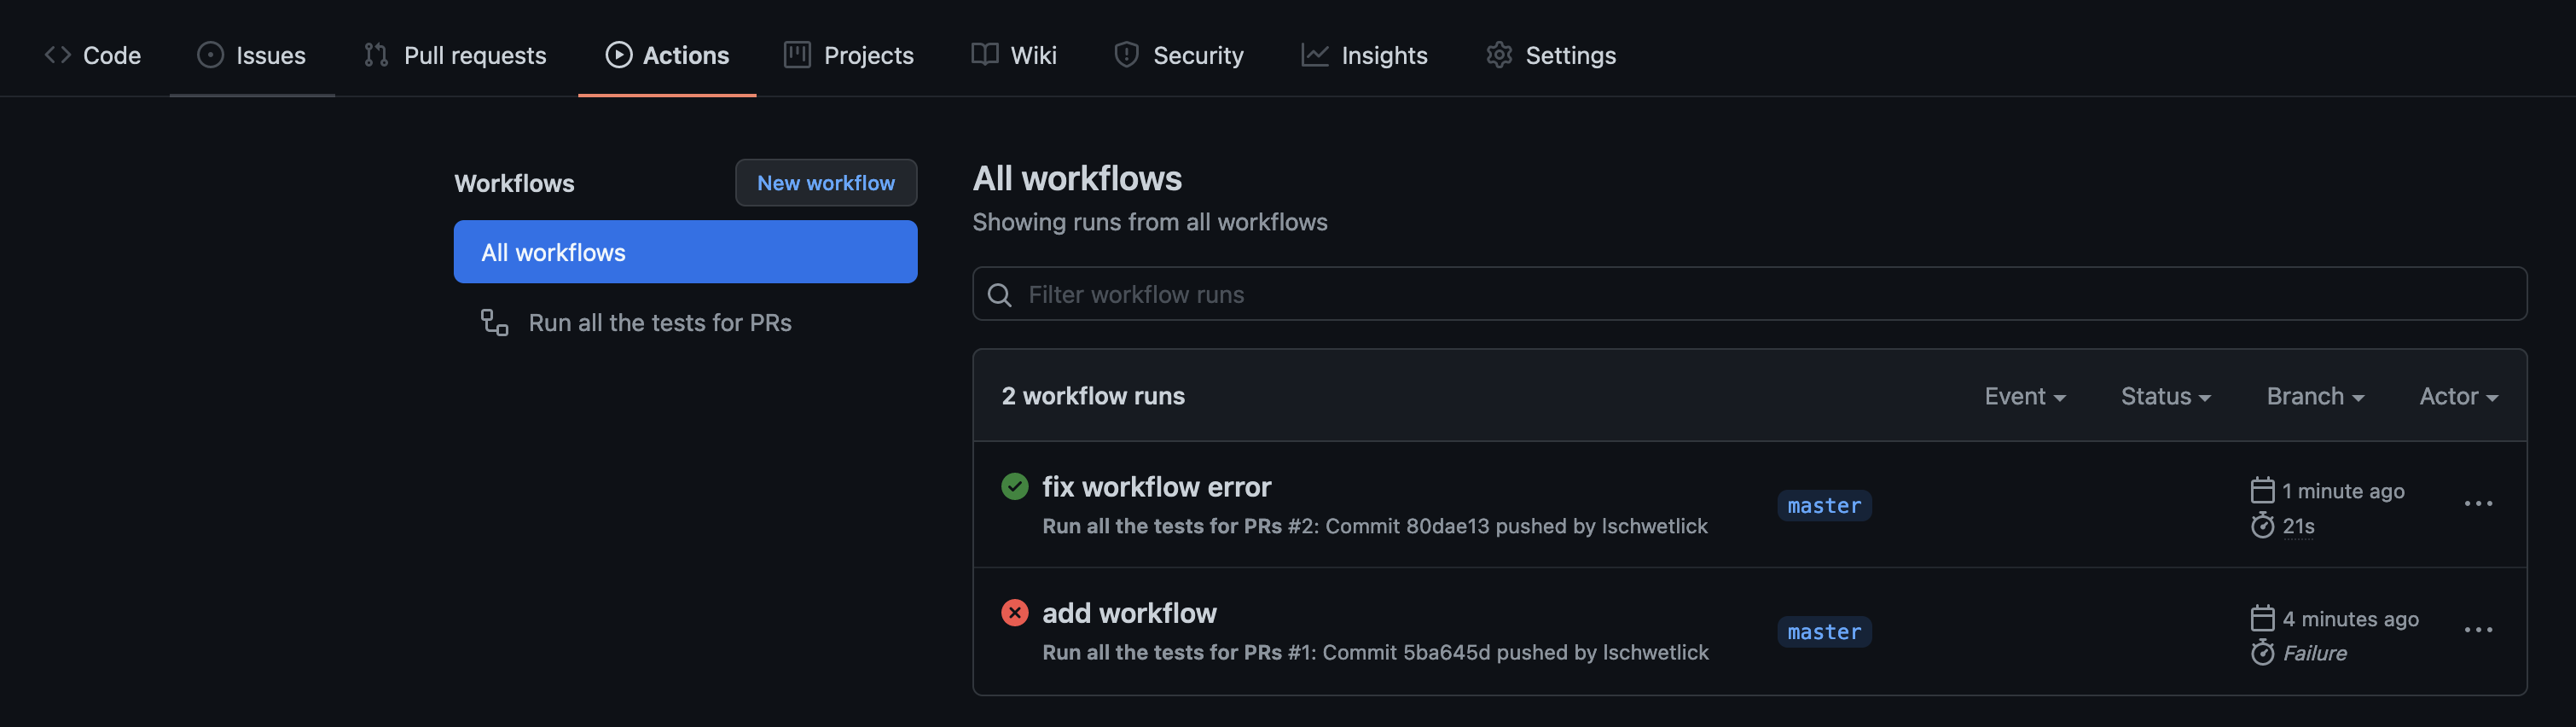 Code Issues Pull requests Actions Projects Wiki Security Insights Settings
Workflows
New workflow
All workflows
Run all the tests for PRs
All workflows
Showing runs from all workflows
Filter workflow runs
2 workflow runs Event Status Branch Actor
fix workflow error
Run all the tests for PRs #2: Commit 80dae13 pushed by lschwetlick
master
1 minute ago
21s
add workflow
Run all the tests for PRs #1: Commit 5ba645d pushed by lschwetlick
master
4 minutes ago
Failure